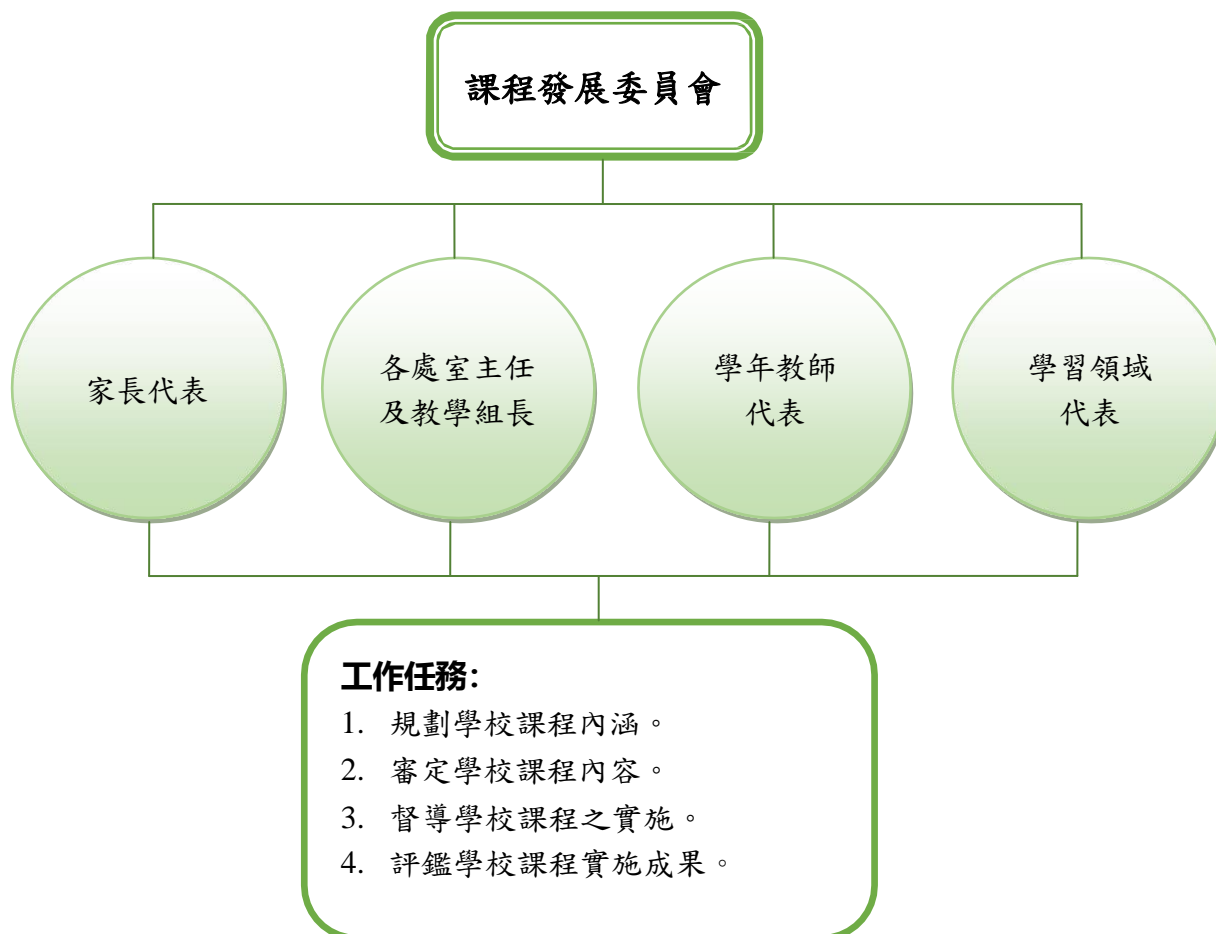 課程發展委員會
家長代表
各處室主任
及教學組長
學年教師
代表
學習領域
代表
工作任務：
1. 規劃學校課程內涵。
2. 審定學校課程內容。
3. 督導學校課程之實施。
4. 評鑑學校課程實施成果。